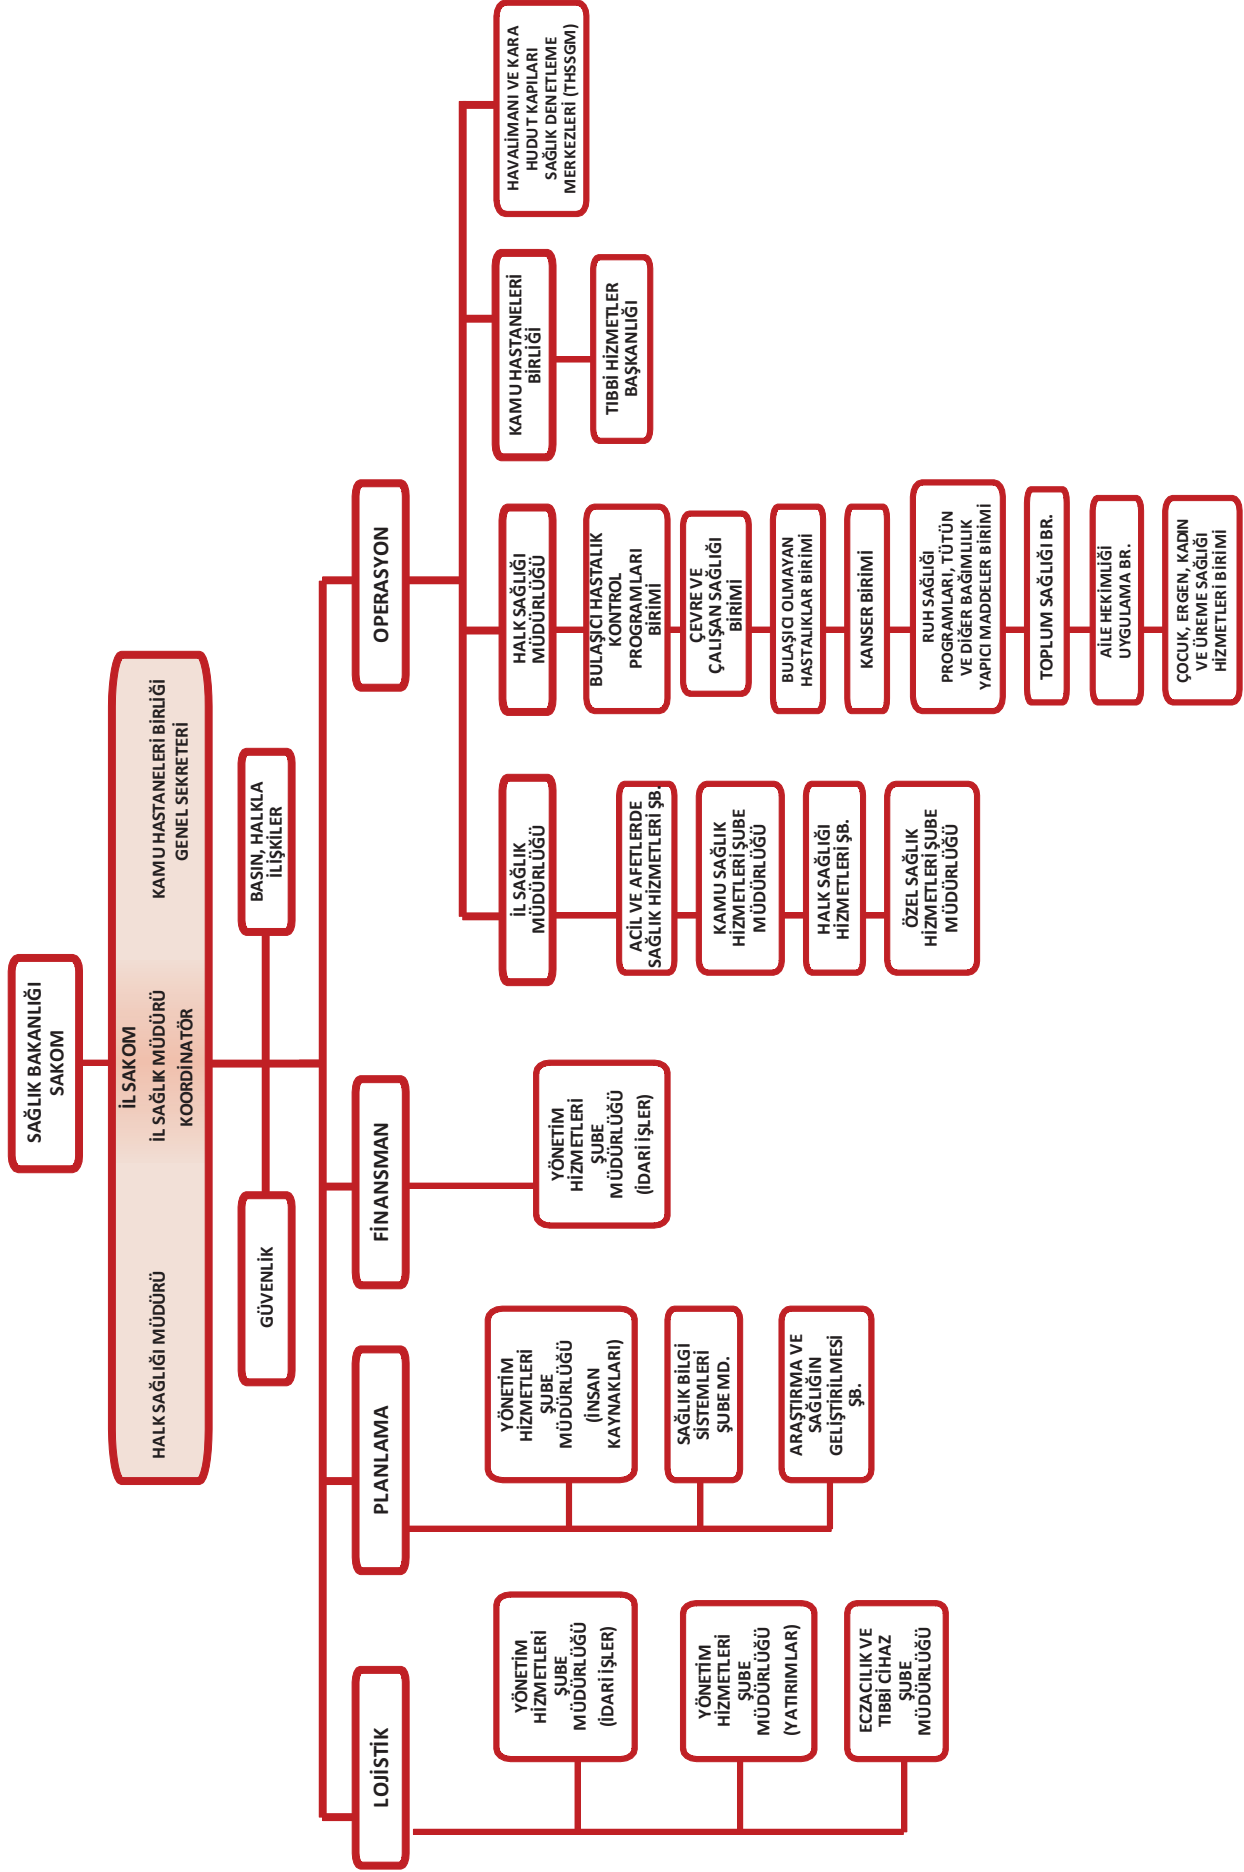 SAĞLIK BAKANLIĞI
SAKOM
İL SAKOM
HALK SAĞLIĞI MÜDÜRÜ
İL SAĞLIK MÜDÜRÜ
KOORDİNATÖR
KAMU HASTANELERİ BİRLİĞİ
GENEL SEKRETERİ
GÜVENLİK
BASIN, HALKLA
İLİŞKİLER
LOJİSTİK
PLANLAMA
FİNANSMAN
OPERASYON
YÖNETİM
HİZMETLERİ
ŞUBE
MÜDÜRLÜĞÜ
(İDARİ İŞLER)
YÖNETİM
HİZMETLERİ
ŞUBE
MÜDÜRLÜĞÜ
(YATIRIMLAR)
ECZACILIK VE
TIBBİ CİHAZ
ŞUBE
MÜDÜRLÜĞÜ
YÖNETİM
HİZMETLERİ
ŞUBE
MÜDÜRLÜĞÜ
(İNSAN
KAYNAKLARI)
SAĞLIK BİLGİ
SİSTEMLERİ
ŞUBE MD.
ARAŞTIRMA VE
SAĞLIĞIN
GELİŞTİRİLMESİ
ŞB.
YÖNETİM
HİZMETLERİ
ŞUBE
MÜDÜRLÜĞÜ
(İDARİ İŞLER)
İL SAĞLIK
MÜDÜRLÜĞÜ
ACİL VE AFETLERDE
SAĞLIK HİZMETLERİ ŞB.
KAMU SAĞLIK
HİZMETLERİ ŞUBE
MÜDÜRLÜĞÜ
HALK SAĞLIĞI
HİZMETLERİ ŞB.
ÖZEL SAĞLIK
HİZMETLERİ ŞUBE
MÜDÜRLÜĞÜ
HALK SAĞLIĞI
MÜDÜRLÜĞÜ
BULAŞICI HASTALIK
KONTROL
PROGRAMLARI
BİRİMİ
ÇEVRE VE
ÇALIŞAN SAĞLIĞI
BİRİMİ
BULAŞICI OLMAYAN
HASTALIKLAR BİRİMİ
KANSER BİRİMİ
RUH SAĞLIĞI
PROGRAMLARI, TÜTÜN
VE DİĞER BAĞIMLILIK
YAPICI MADDELER BİRİMİ
TOPLUM SAĞLIĞI BR.
AİLE HEKİMLİĞİ
UYGULAMA BR.
ÇOCUK, ERGEN, KADIN
VE ÜREME SAĞLIĞI
HİZMETLERİ BİRİMİ
KAMU HASTANELERİ
BİRLİĞİ
TIBBİ HİZMETLER
BAŞKANLIĞI
HAVALİMANI VE KARA
HUDUT KAPILARI
SAĞLIK DENETLEME
MERKEZLERİ (THSSGM)